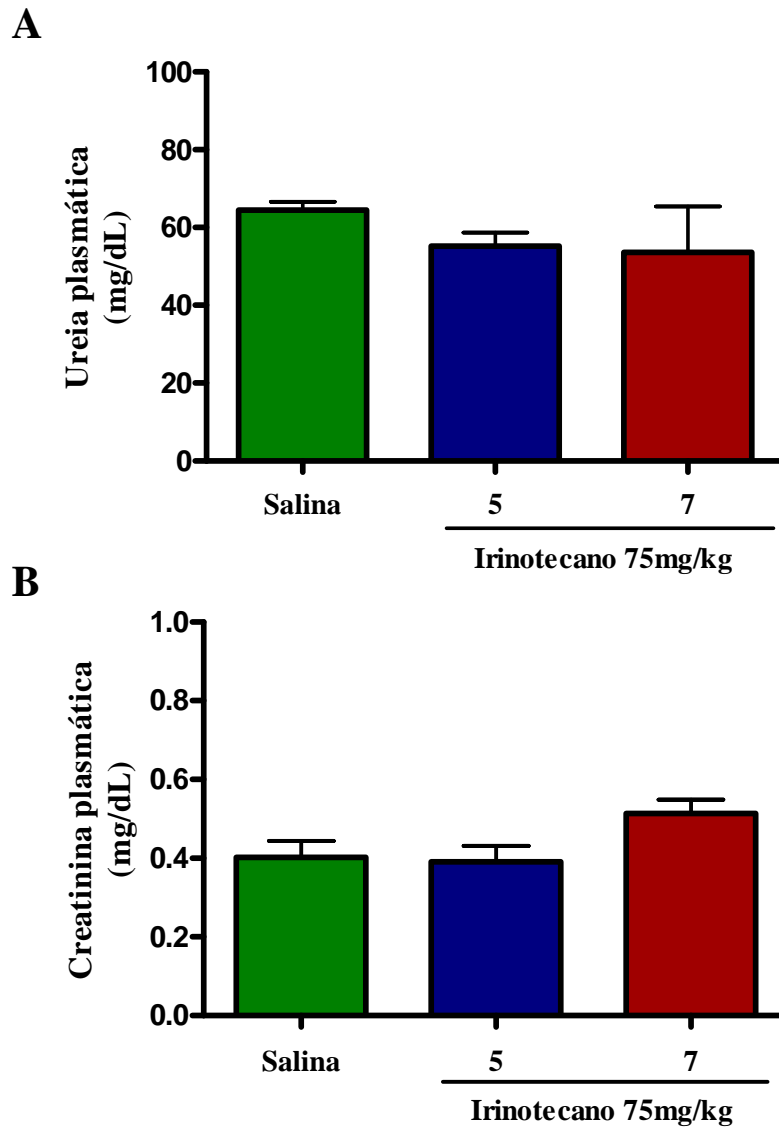 A
Ureia plasmática
(mg/dL)
100
80
60
40
20
0
Salina
5
7
Irinotecano 75mg/kg
B
Creatinina plasmática
(mg/dL)
1.0
0.8
0.6
0.4
0.2
0.0
Salina
5
7
Irinotecano 75mg/kg